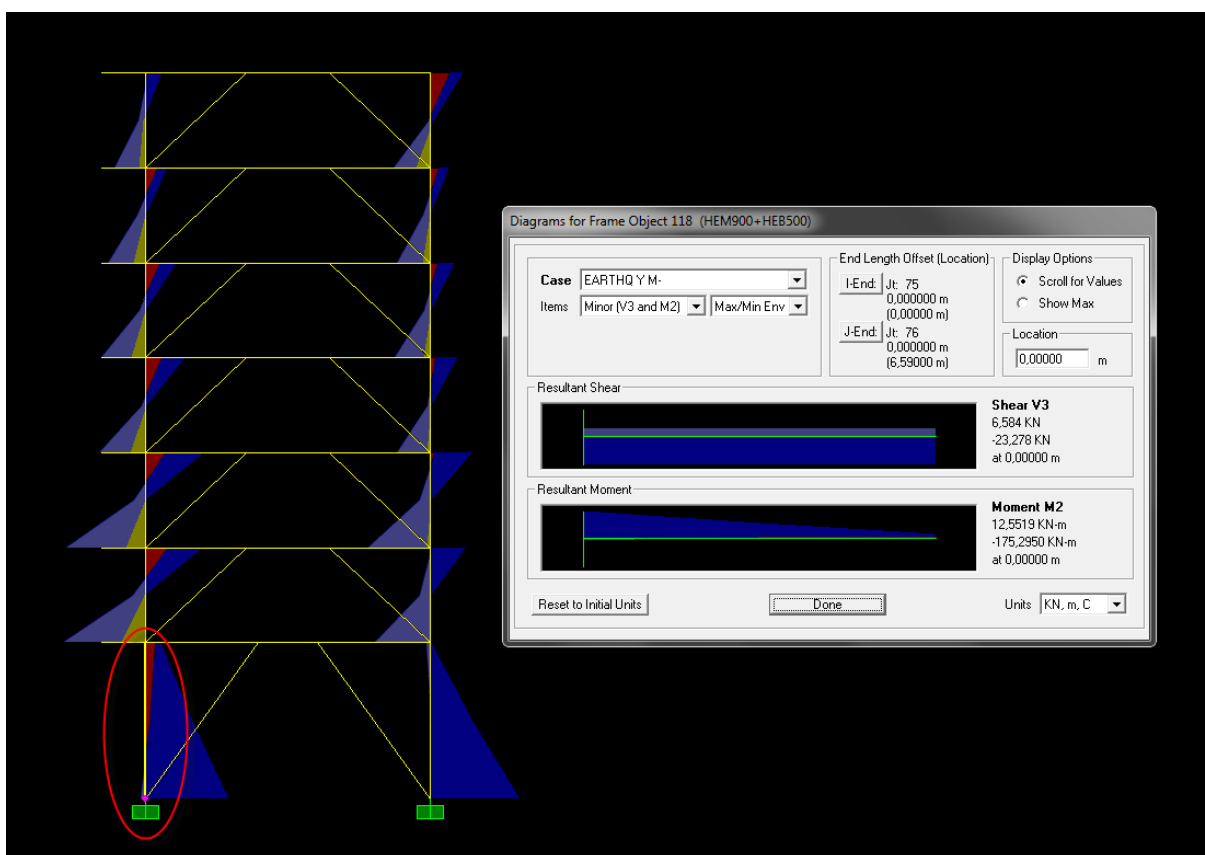 Diagrams for Frame Object 118 (HEM900+HEB500)
Case EARTHQ Y M-
Items Minor (V3 and M2) Max/Min Env
End Length Offset (Location)
I-End: Jt: 75
0,000000 m
(0,00000 m)
J-End: Jt: 76
0,000000 m
(6,59000 m)
Display Options
Scroll for Values
Show Max
Location
0,00000 m
Resultant Shear
Shear V3
6,584 KN
-23,278 KN
at 0,00000 m
Resultant Moment
Moment M2
12,5519 KN-m
-175,2950 KN-m
at 0,00000 m
Reset to Initial Units
Done
Units KN, m, C